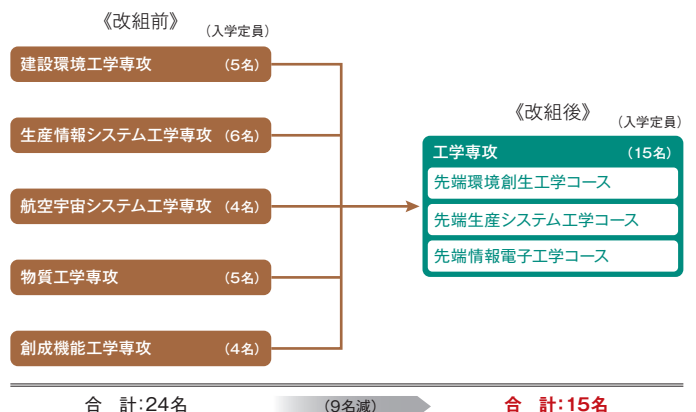 《改組前》 (入学定員)
建設環境工学専攻 (5名)
生産情報システム工学専攻 (6名)
航空宇宙システム工学専攻 (4名)
物質工学専攻 (5名)
創成機能工学専攻 (4名)
《改組後》 (入学定員)
工学専攻 (15名)
先端環境創生工学コース
先端生産システム工学コース
先端情報電子工学コース
合 計:24名 (9名減) 合 計:15名